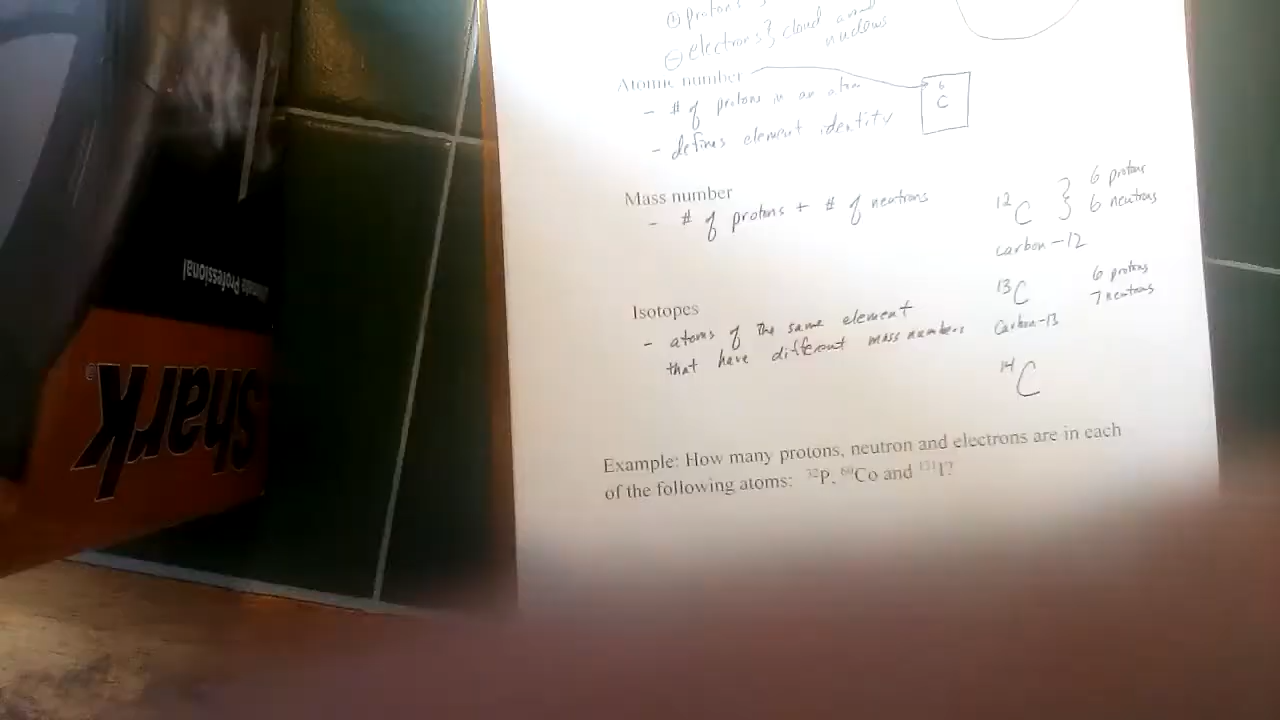 ⊕ protons }
⊖ electrons } cloud around
nucleus
Atomic number
- # of protons in an atom
- defines element identity
6
C
Mass number
- # of protons + # of neutrons
12C } 6 protons
6 neutrons
carbon-12
Isotopes
- atoms of the same element
that have different mass numbers
13C 6 protons
7 neutrons
Carbon-13
14C
Example: How many protons, neutron and electrons are in each
of the following atoms: 32P, 60Co and 131I?
Professional
Shark®